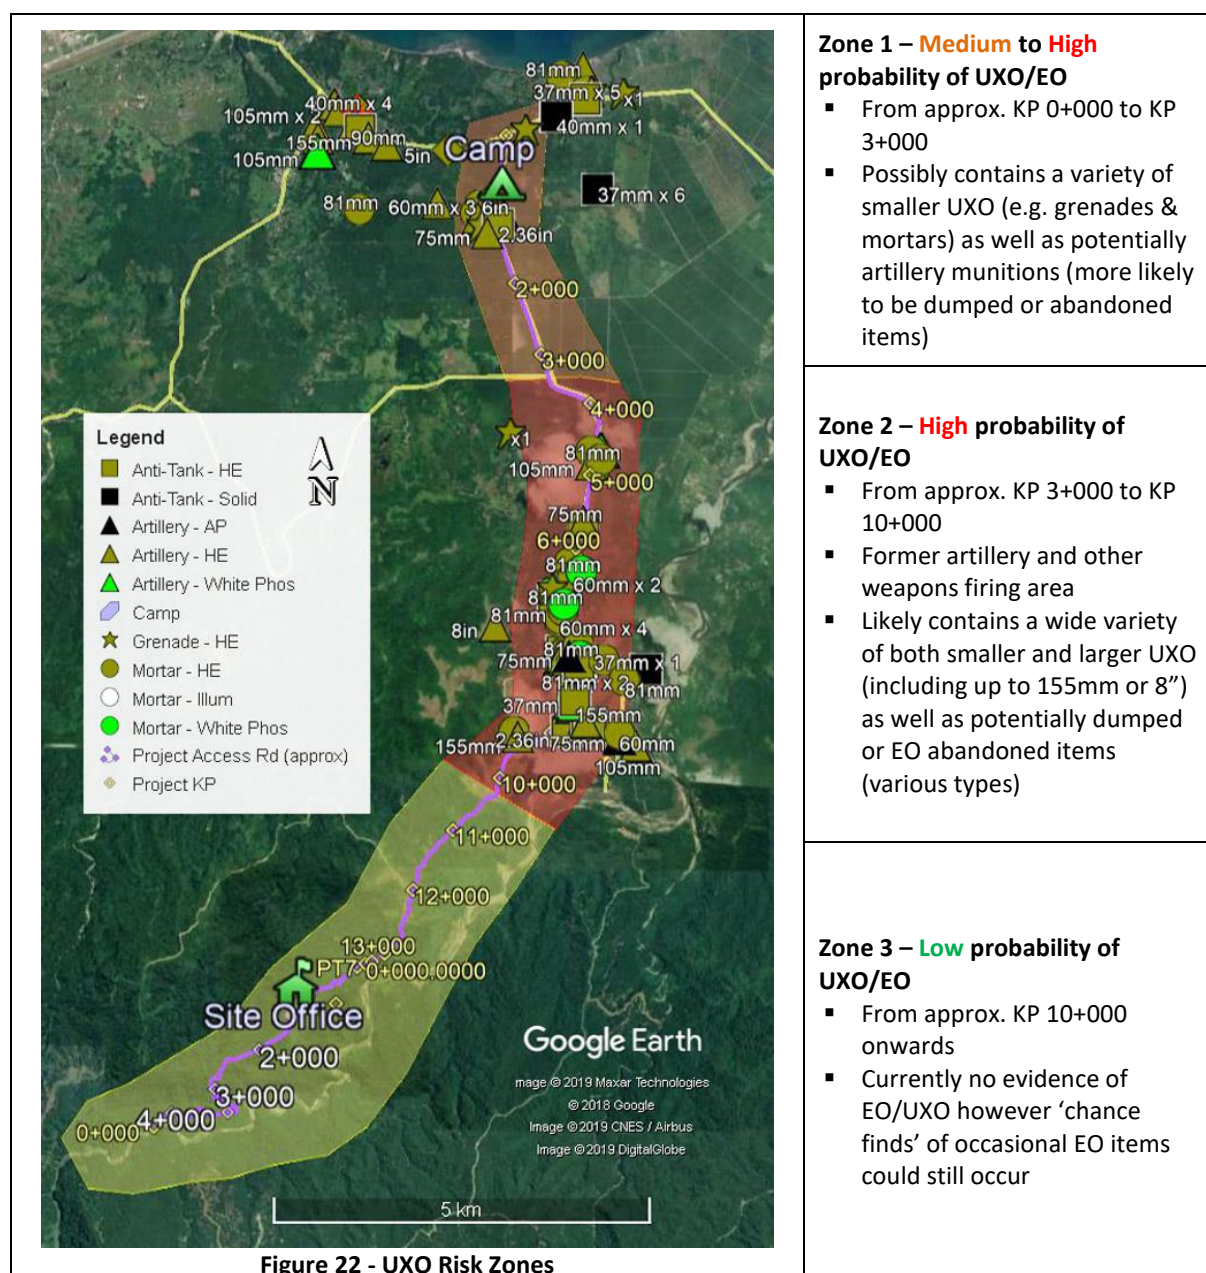 81mm
37mm x 5
x1
40mm x 4
105mm x 2
40mm x 1
155mm
90mm
105mm
5in
Camp
37mm x 6
81mm
60mm x 3
6in
75mm
2.36in
2+000
3+000
4+000
x1
81mm
105mm
5+000
75mm
6+000
81mm
60mm x 2
81mm
81mm
8in
60mm x 4
81mm
75mm
37mm x 1
81mm x 2
81mm
37mm
155mm
155mm
2.36in
75mm
60mm
105mm
10+000
11+000
12+000
13+000
PT7
0+000.0000
Site Office
2+000
3+000
4+000
0+000
Legend
N
Anti-Tank - HE
Anti-Tank - Solid
Artillery - AP
Artillery - HE
Artillery - White Phos
Camp
Grenade - HE
Mortar - HE
Mortar - Illum
Mortar - White Phos
Project Access Rd (approx)
Project KP
Google Earth
mage © 2019 Maxar Technologies
© 2018 Google
Image © 2019 CNES / Airbus
Image © 2019 DigitalGlobe
5 km
Figure 22 - UXO Risk Zones
Zone 1 – Medium to High
probability of UXO/EO
▪ From approx. KP 0+000 to KP
3+000
▪ Possibly contains a variety of
smaller UXO (e.g. grenades &
mortars) as well as potentially
artillery munitions (more likely
to be dumped or abandoned
items)
Zone 2 – High probability of
UXO/EO
▪ From approx. KP 3+000 to KP
10+000
▪ Former artillery and other
weapons firing area
▪ Likely contains a wide variety
of both smaller and larger UXO
(including up to 155mm or 8”)
as well as potentially dumped
or EO abandoned items
(various types)
Zone 3 – Low probability of
UXO/EO
▪ From approx. KP 10+000
onwards
▪ Currently no evidence of
EO/UXO however ‘chance
finds’ of occasional EO items
could still occur